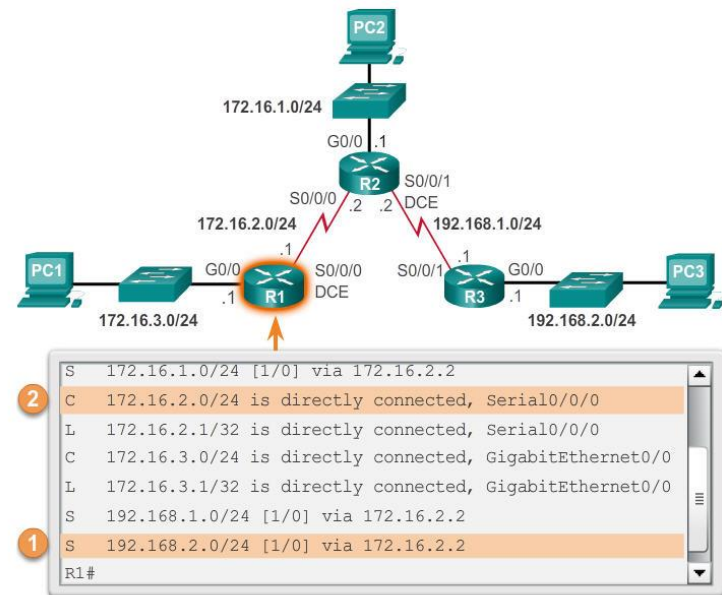 PC2
172.16.1.0/24
G0/0 .1
R2
S0/0/0 .2
.2 S0/0/1
DCE
172.16.2.0/24
192.168.1.0/24
.1
.1
PC1
G0/0
.1
R1
S0/0/0
DCE
S0/0/1
R3
G0/0
.1
PC3
172.16.3.0/24
192.168.2.0/24
S 172.16.1.0/24 [1/0] via 172.16.2.2
2 C 172.16.2.0/24 is directly connected, Serial0/0/0
L 172.16.2.1/32 is directly connected, Serial0/0/0
C 172.16.3.0/24 is directly connected, GigabitEthernet0/0
L 172.16.3.1/32 is directly connected, GigabitEthernet0/0
S 192.168.1.0/24 [1/0] via 172.16.2.2
1 S 192.168.2.0/24 [1/0] via 172.16.2.2
R1#